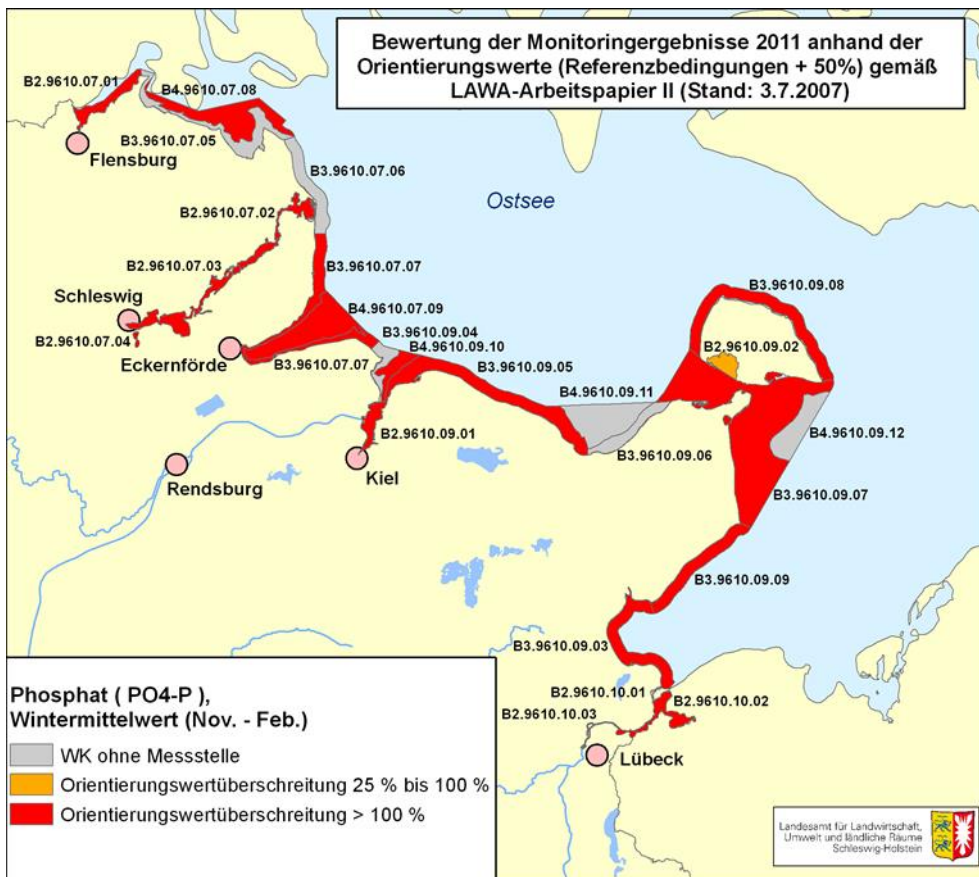 Bewertung der Monitoringergebnisse 2011 anhand der
Orientierungswerte (Referenzbedingungen + 50%) gemäß
LAWA-Arbeitspapier II (Stand: 3.7.2007)
B2.9610.07.01
B4.9610.07.08
B3.9610.07.05
Flensburg
B3.9610.07.06
Ostsee
B2.9610.07.02
B2.9610.07.03
B3.9610.07.07
B3.9610.09.08
Schleswig
B4.9610.07.09
B2.9610.07.04
B3.9610.09.04
B4.9610.09.10
B2.9610.09.02
Eckernförde
B3.9610.07.07
B3.9610.09.05
B4.9610.09.11
B2.9610.09.01
B4.9610.09.12
B3.9610.09.06
Kiel
Rendsburg
B3.9610.09.07
B3.9610.09.09
B3.9610.09.03
B2.9610.10.01
B2.9610.10.02
B2.9610.10.03
Lübeck
Phosphat ( PO4-P ),
Wintermittelwert (Nov. - Feb.)
WK ohne Messstelle
Orientierungswertüberschreitung 25 % bis 100 %
Orientierungswertüberschreitung > 100 %
Landesamt für Landwirtschaft,
Umwelt und ländliche Räume
Schleswig-Holstein